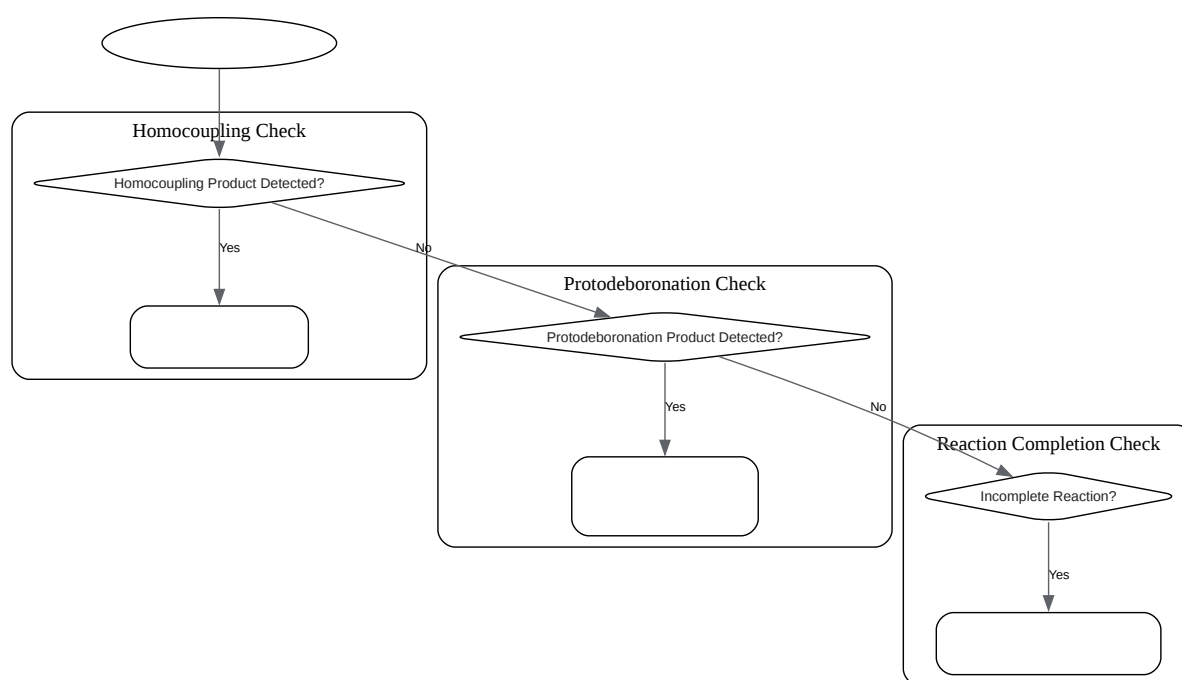 Homocoupling Check
Homocoupling Product Detected?
Yes
No
Protodeboronation Check
Protodeboronation Product Detected?
Yes
No
Reaction Completion Check
Incomplete Reaction?
Yes